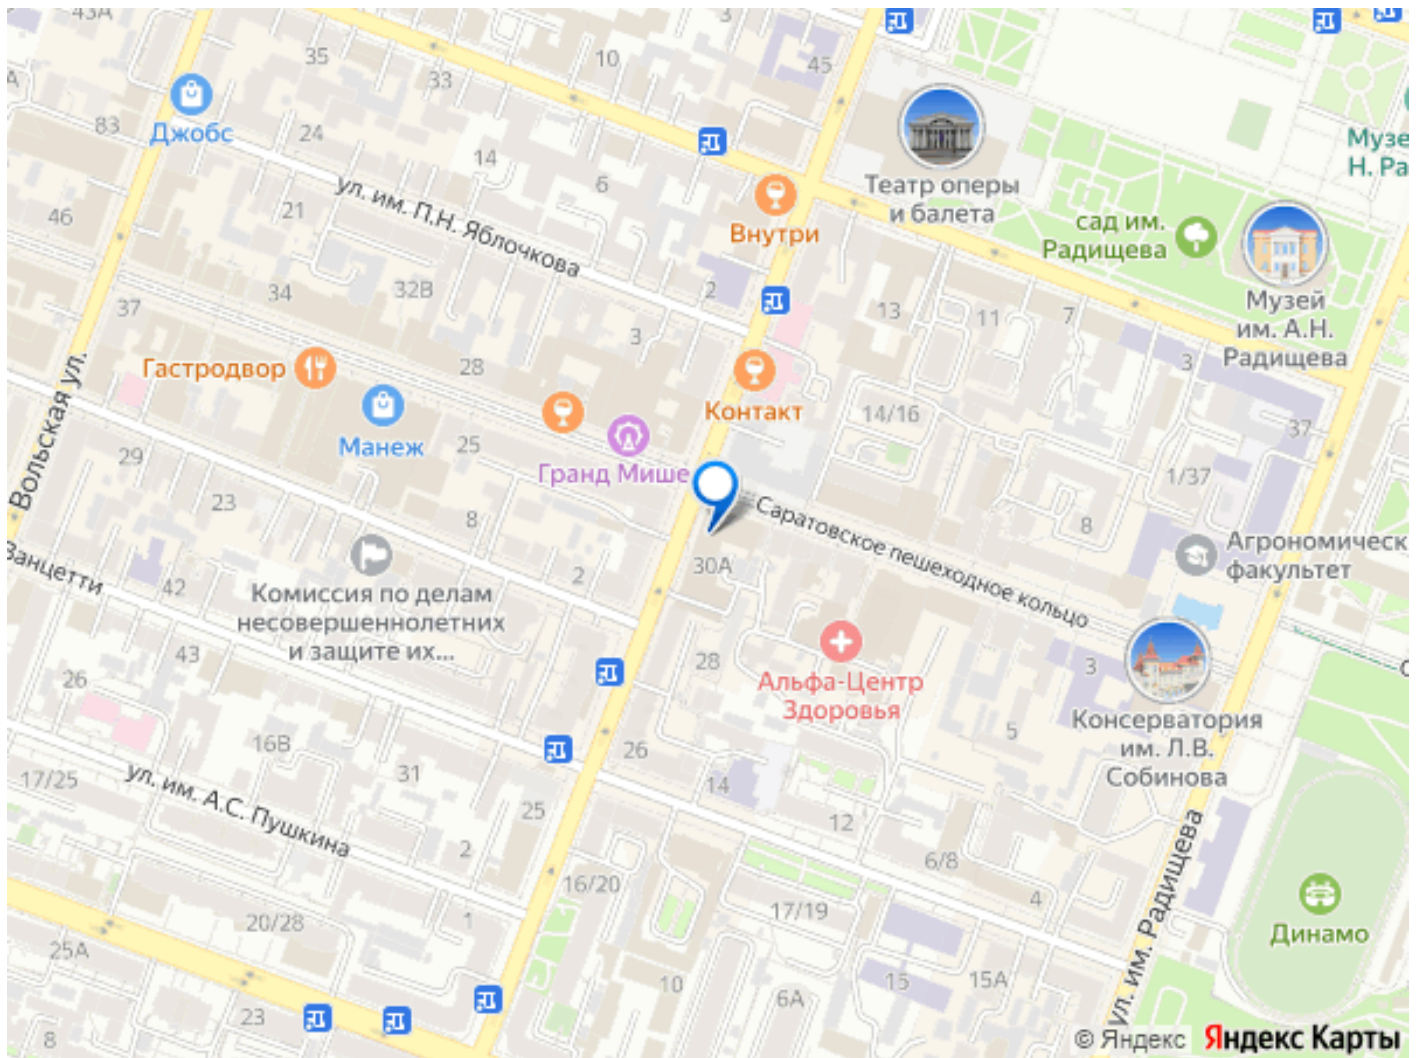 43А
35
33
10
45
83
Джобс
24
14
6
ул. им. П.Н. Яблочкова
46
21
32В
34
37
2
3
28
Внутри
Театр оперы
и балета
сад им.
Радищева
Музей
им. А.Н.
Радищева
Музе
Н. Ра
13
11
7
3
Гастродвор
Манеж
25
Контакт
14/16
37
1/37
Гранд Мише
Вольская ул.
29
23
8
Саратовское пешеходное кольцо
8
Агрономическ
факультет
Ванцетти
42
Комиссия по делам
несовершеннолетних
и защите их...
2
30А
43
26
28
Альфа-Центр
Здоровья
3
Консерватория
им. Л.В.
Собинова
5
16В
31
26
17/25
ул. им. А.С. Пушкина
25
14
12
2
6/8
4
16/20
17/19
1
20/28
25А
10
15
15А
6А
ул. им. Радищева
Динамо
23
8
© Яндекс Яндекс Карты